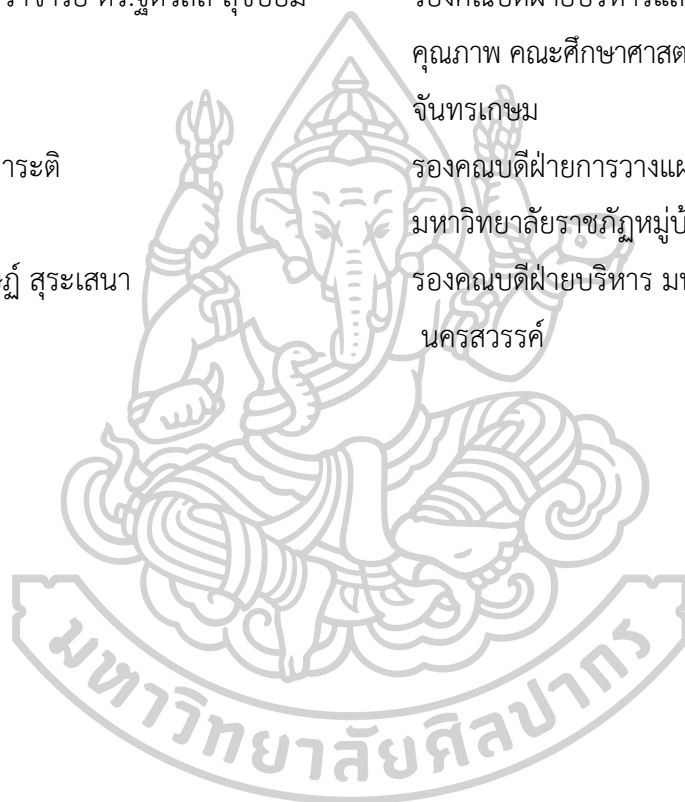 คุณภาพ คณะศึกษาศาสต
จันทรเกษม
าระติ รองคณบดีฝ่ายการวางแผ
มหาวิทยาลัยราชภัฏหมู่บ้
ฏ์ สุระเสนา รองคณบดีฝ่ายบริหาร มห
นครสวรรค์
มหาวิทยาลัยศิลปากร